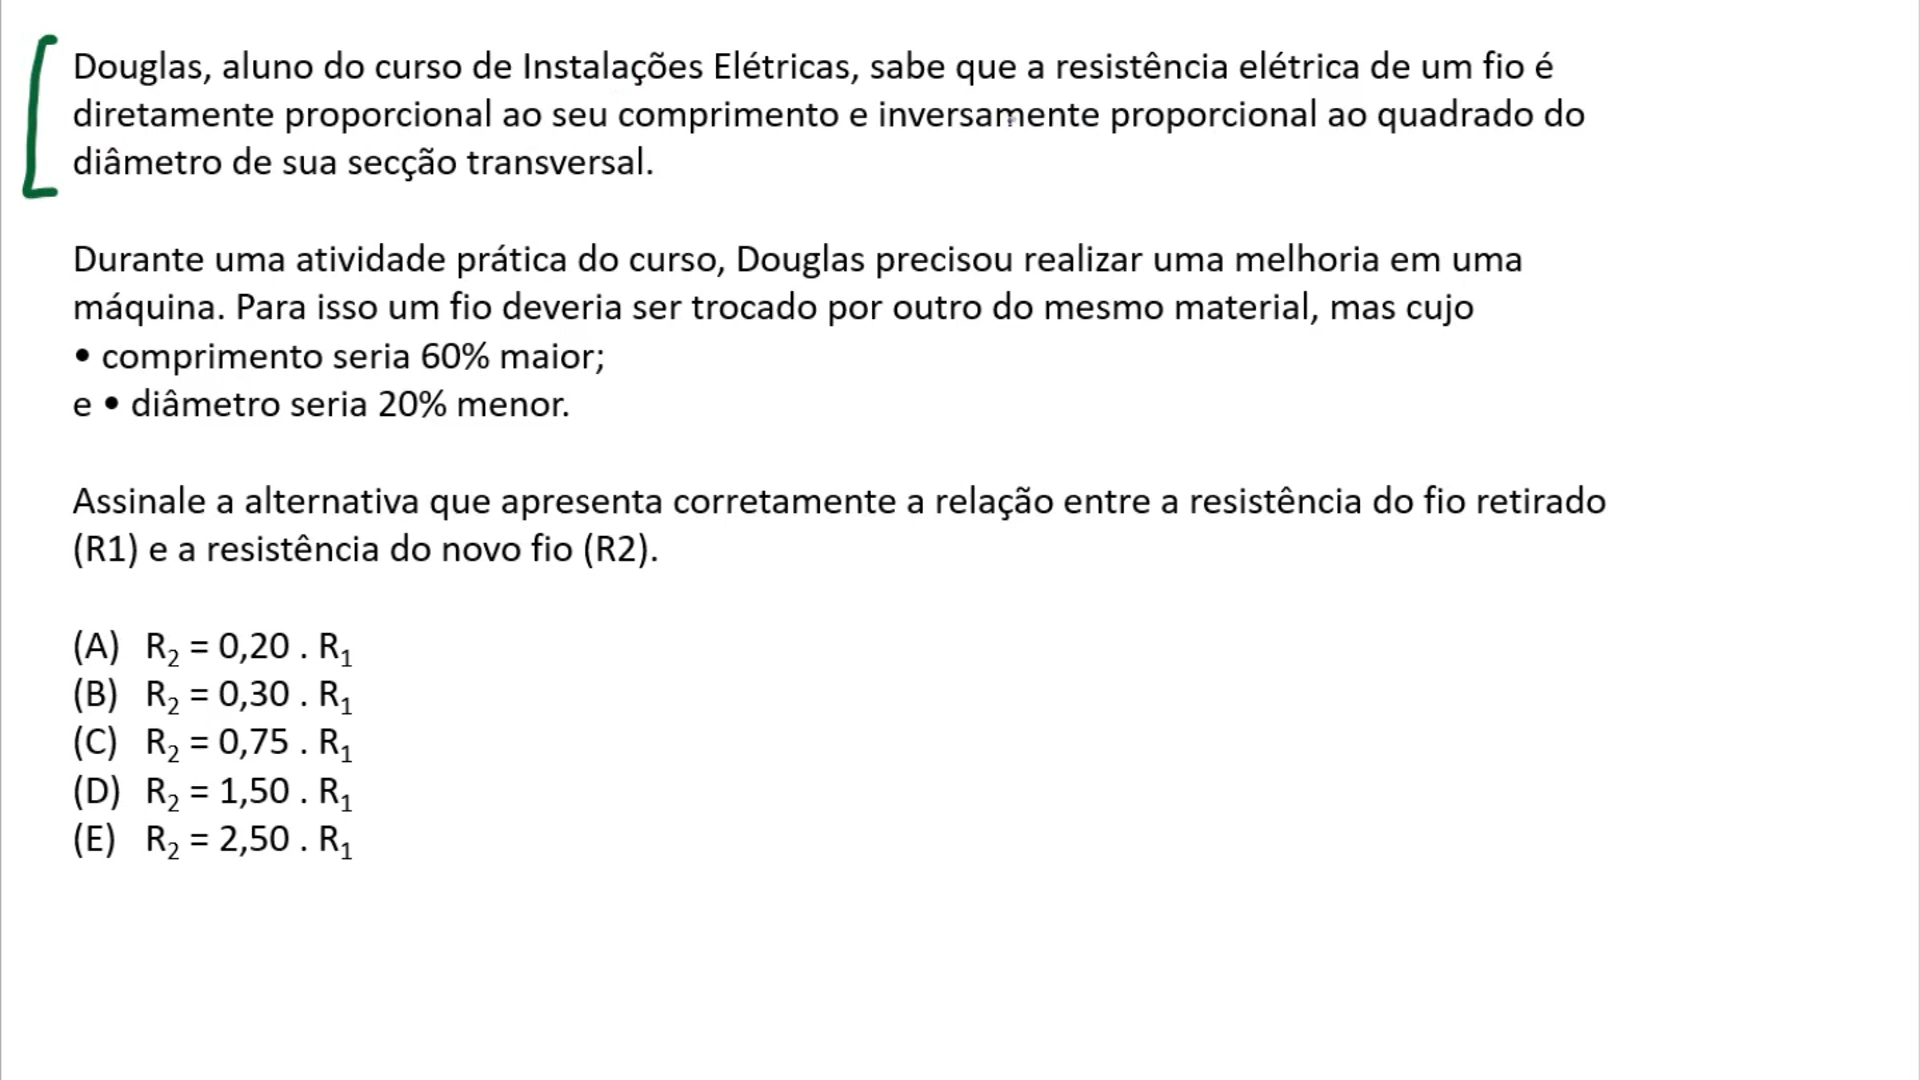 Douglas, aluno do curso de Instalações Elétricas, sabe que a resistência elétrica de um fio é
diretamente proporcional ao seu comprimento e inversamente proporcional ao quadrado do
diâmetro de sua secção transversal.
Durante uma atividade prática do curso, Douglas precisou realizar uma melhoria em uma
máquina. Para isso um fio deveria ser trocado por outro do mesmo material, mas cujo
• comprimento seria 60% maior;
e • diâmetro seria 20% menor.
Assinale a alternativa que apresenta corretamente a relação entre a resistência do fio retirado
(R1) e a resistência do novo fio (R2).
(A) R₂ = 0,20 . R₁
(B) R₂ = 0,30 . R₁
(C) R₂ = 0,75 . R₁
(D) R₂ = 1,50 . R₁
(E) R₂ = 2,50 . R₁